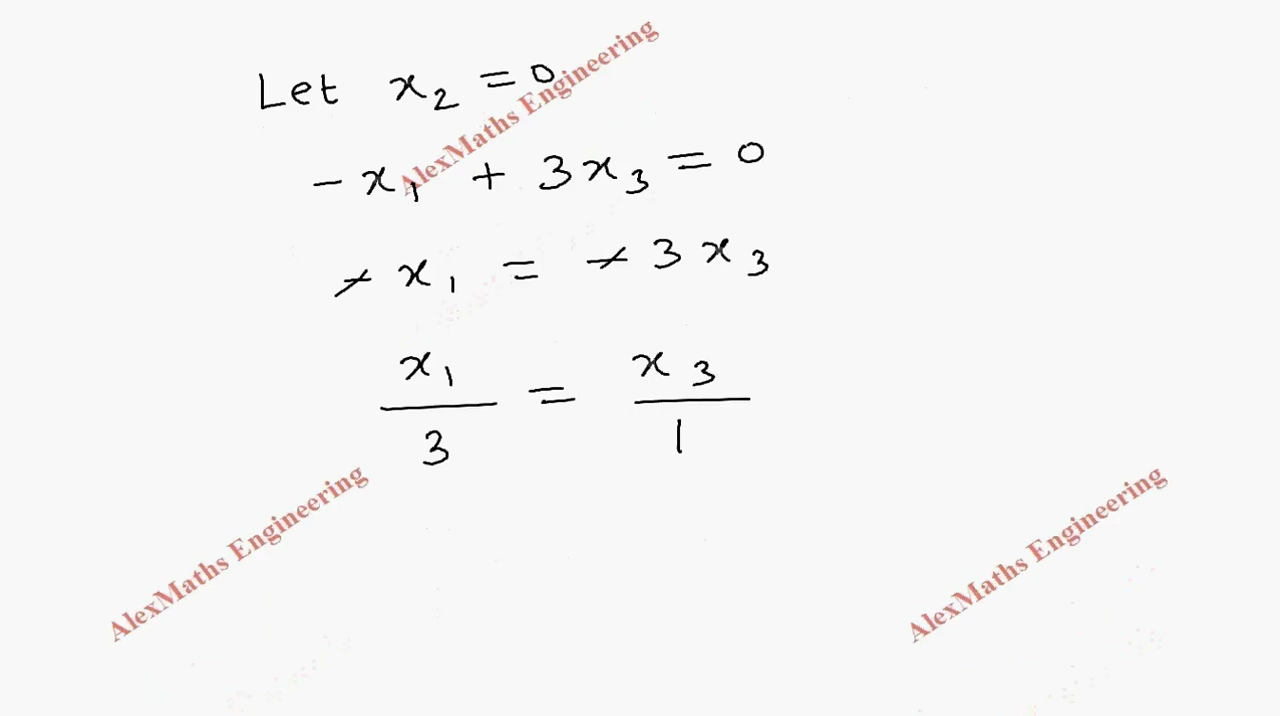 Let x₂ = 0
AlexMaths Engineering
- x₁ + 3x₃ = 0
- x₁ = - 3x₃
x₁/3 = x₃/1
AlexMaths Engineering
AlexMaths Engineering